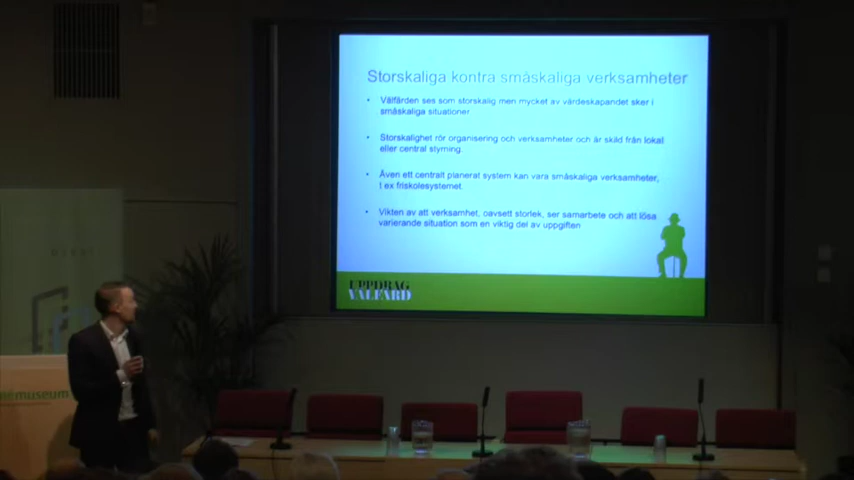 Storskaliga kontra småskaliga verksamheter
• Välfärden ses som storskalig men mycket av värdeskapandet sker i
småskaliga situationer
• Storskalighet rör organisering och verksamheter och är skild från lokal
eller central styrning.
• Även ett centralt planerat system kan vara småskaliga verksamheter,
t ex friskolesystemet.
• Vikten av att verksamhet, oavsett storlek, ser samarbete och att lösa
varierande situation som en viktig del av uppgiften
UPPDRAG
VÄLFÄRD
museum